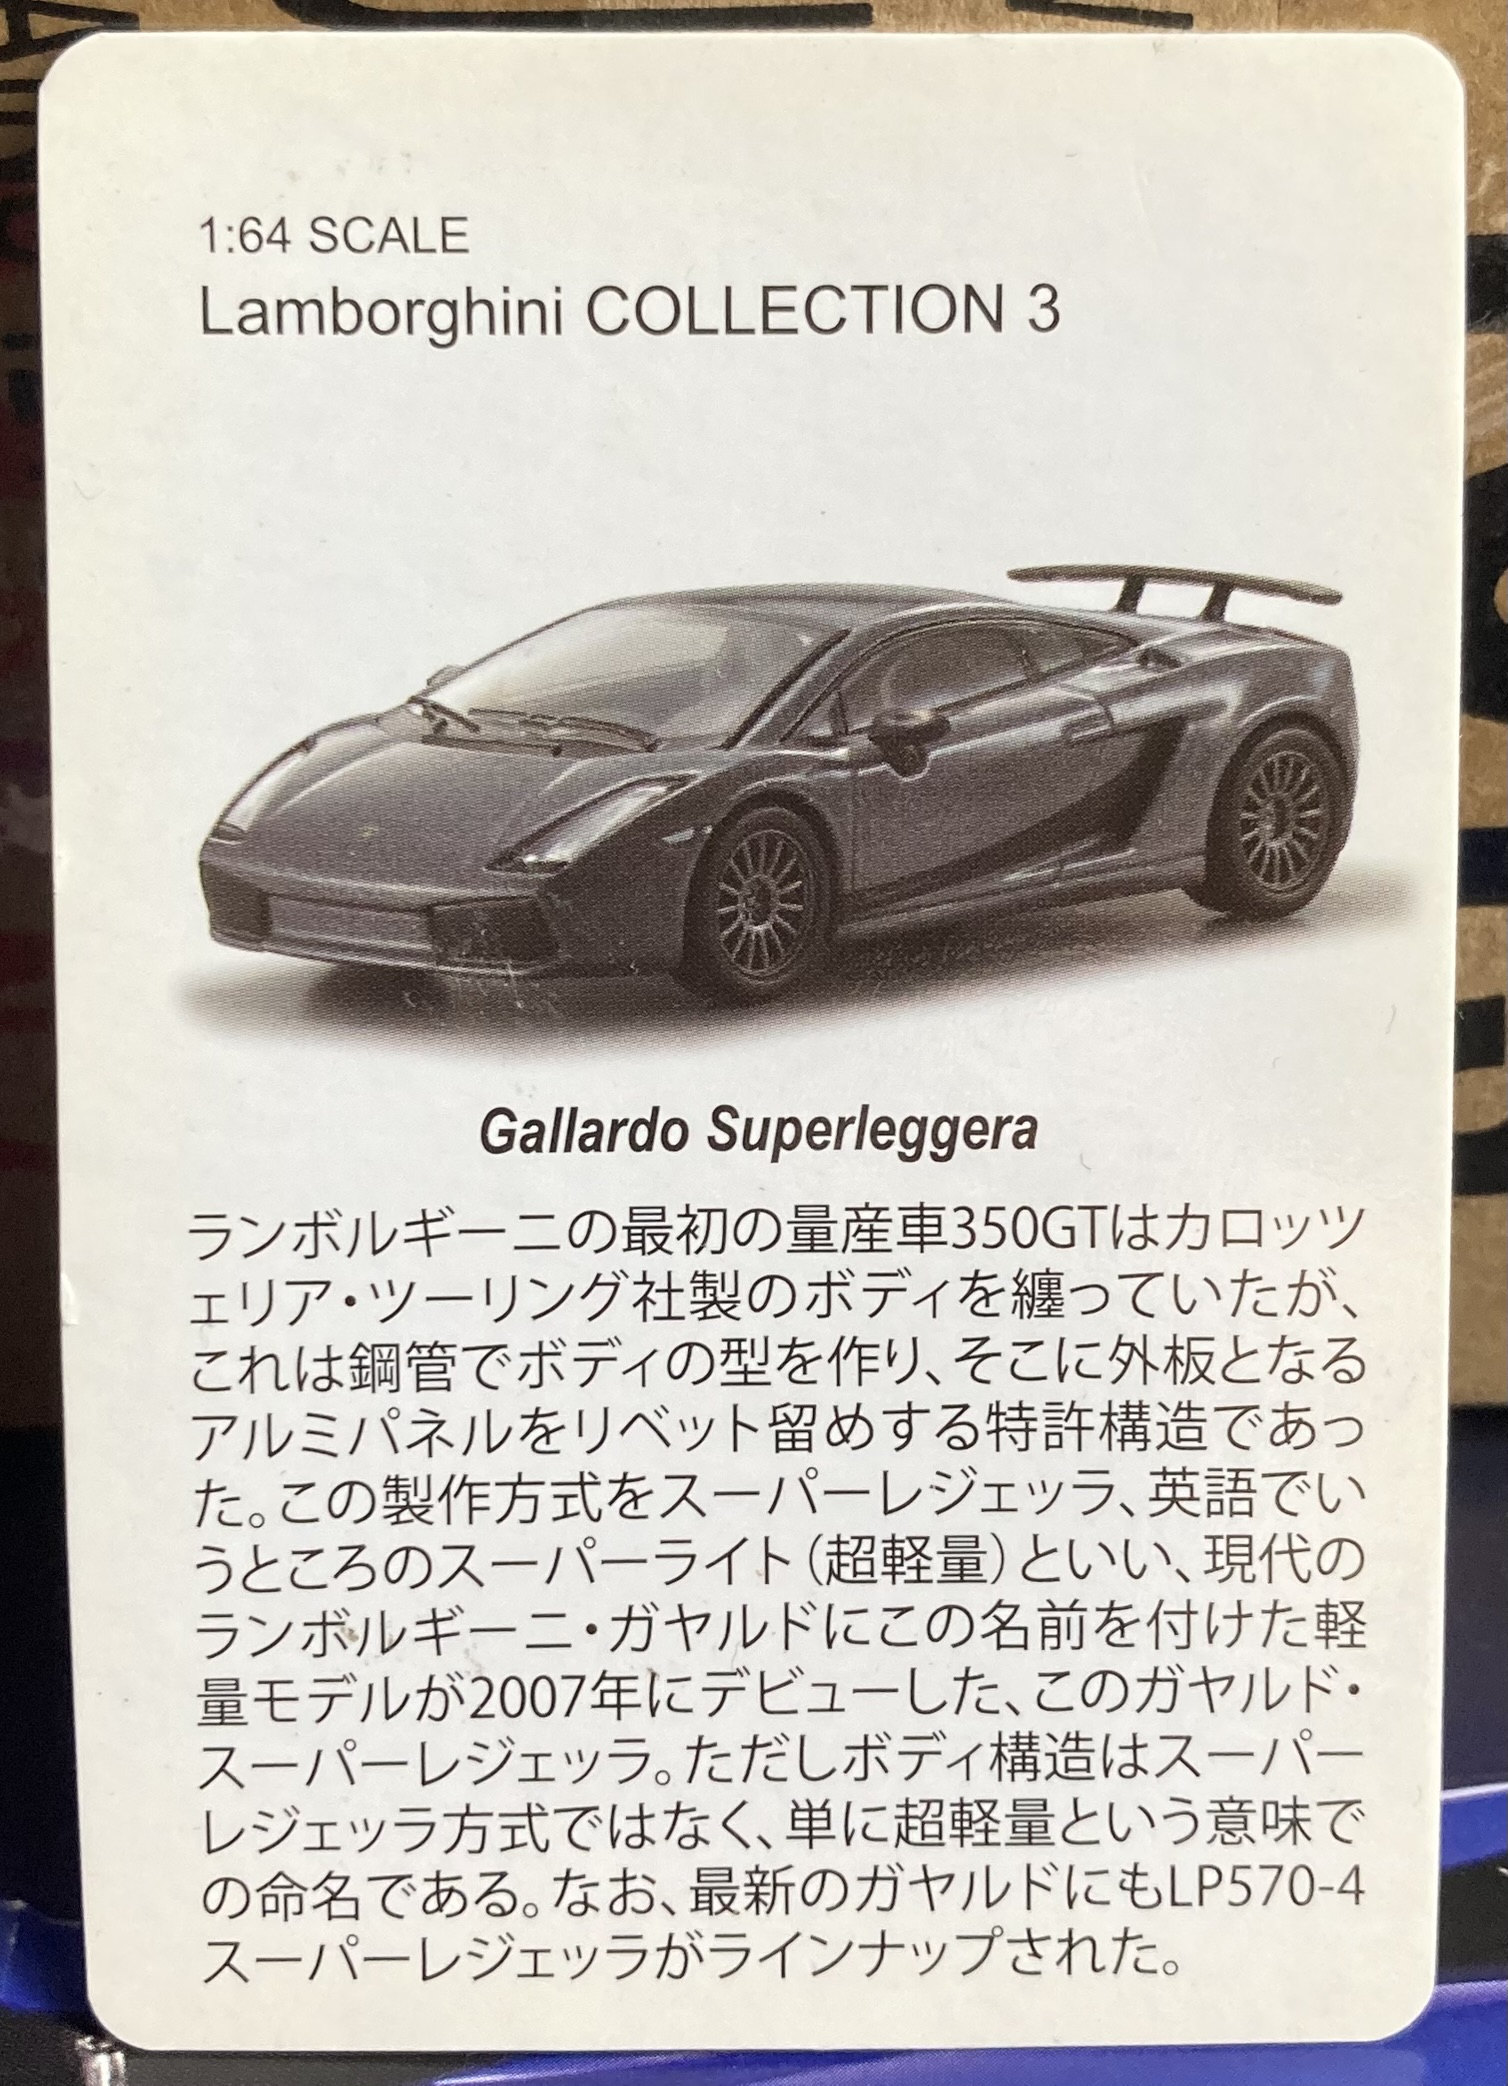 1:64 SCALE
Lamborghini COLLECTION 3
Gallardo Superleggera
ランボルギーニの最初の量産車350GTはカロッツ
ェリア・ツーリング社製のボディを纏っていたが、
これは鋼管でボディの型を作り、そこに外板となる
アルミパネルをリベット留めする特許構造であっ
た。この製作方式をスーパーレジェッラ、英語でい
うところのスーパーライト（超軽量）といい、現代の
ランボルギーニ・ガヤルドにこの名前を付けた軽
量モデルが2007年にデビューした、このガヤルド・
スーパーレジェッラ。ただしボディ構造はスーパー
レジェッラ方式ではなく、単に超軽量という意味で
の命名である。なお、最新のガヤルドにもLP570-4
スーパーレジェッラがラインナップされた。